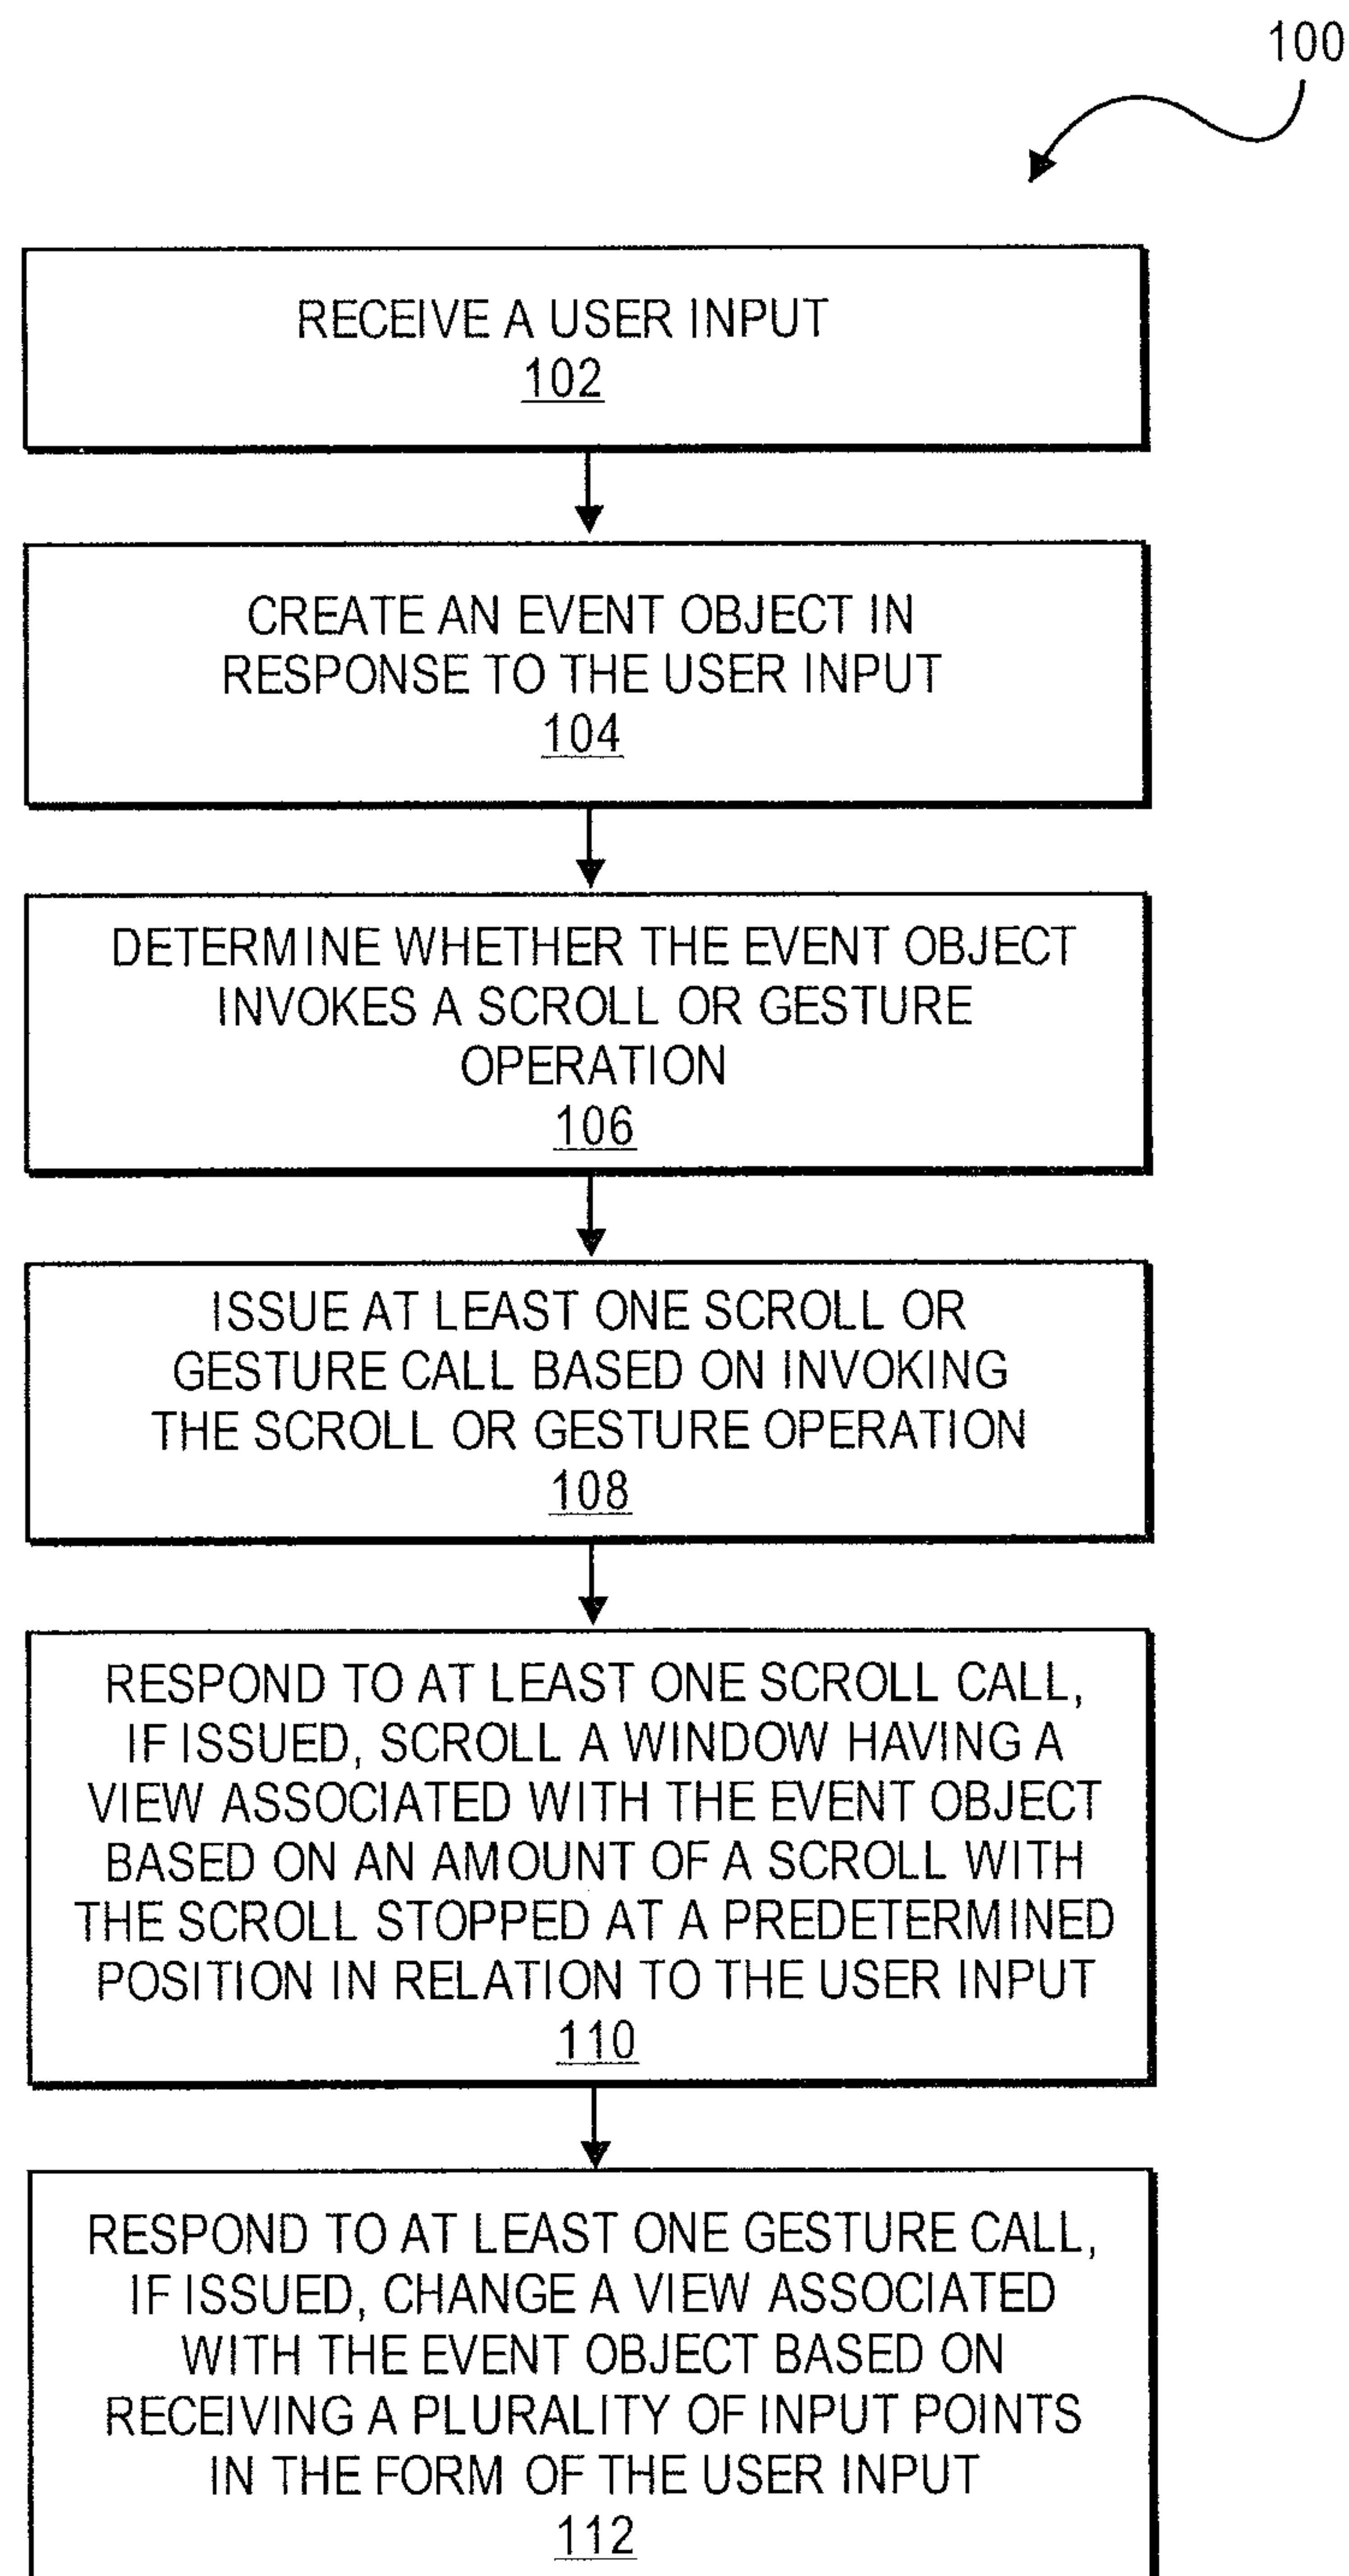 100
RECEIVE A USER INPUT
102
CREATE AN EVENT OBJECT IN
RESPONSE TO THE USER INPUT
104
DETERMINE WHETHER THE EVENT OBJECT
INVOKES A SCROLL OR GESTURE
OPERATION
106
ISSUE AT LEAST ONE SCROLL OR
GESTURE CALL BASED ON INVOKING
THE SCROLL OR GESTURE OPERATION
108
RESPOND TO AT LEAST ONE SCROLL CALL,
IF ISSUED, SCROLL A WINDOW HAVING A
VIEW ASSOCIATED WITH THE EVENT OBJECT
BASED ON AN AMOUNT OF A SCROLL WITH
THE SCROLL STOPPED AT A PREDETERMINED
POSITION IN RELATION TO THE USER INPUT
110
RESPOND TO AT LEAST ONE GESTURE CALL,
IF ISSUED, CHANGE A VIEW ASSOCIATED
WITH THE EVENT OBJECT BASED ON
RECEIVING A PLURALITY OF INPUT POINTS
IN THE FORM OF THE USER INPUT
112